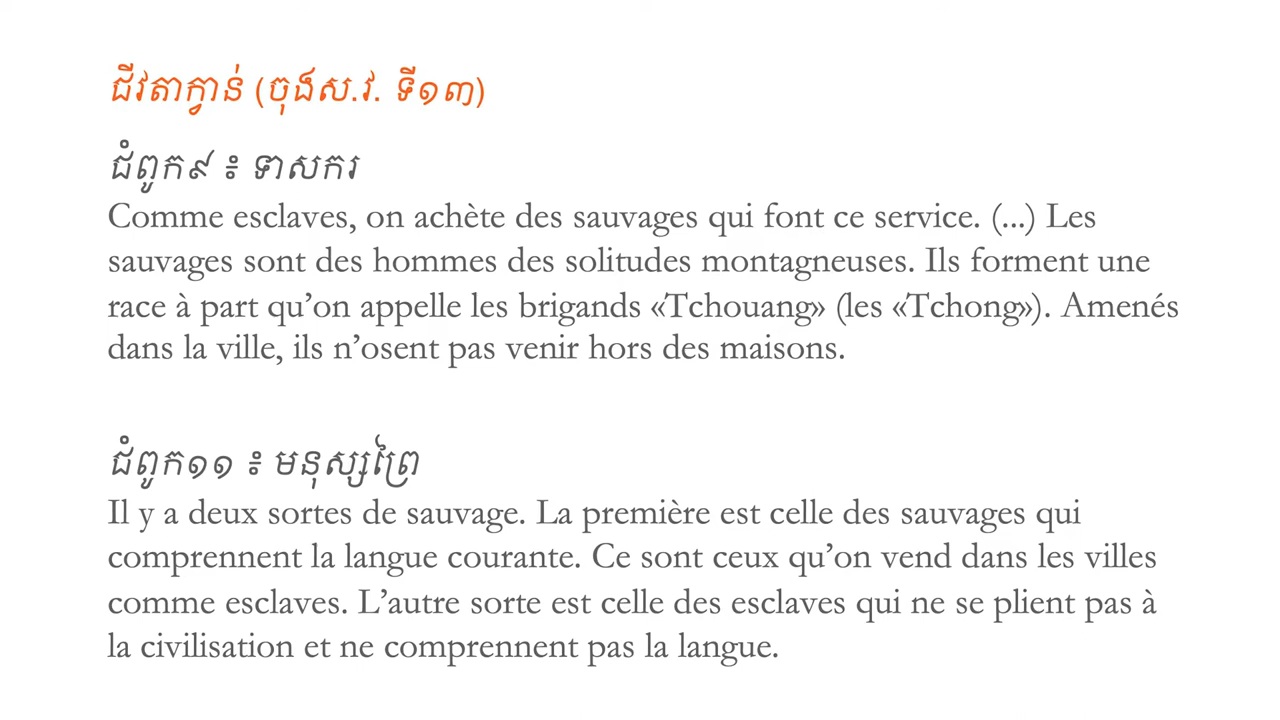 ជីវតាក្វាន់ (ចុងស.វ. ទី១៣)
ជំពូក៩ ៖ ទាសករ
Comme esclaves, on achète des sauvages qui font ce service. (...) Les
sauvages sont des hommes des solitudes montagneuses. Ils forment une
race à part qu’on appelle les brigands «Tchouang» (les «Tchong»). Amenés
dans la ville, ils n’osent pas venir hors des maisons.
ជំពូក១១ ៖ មនុស្សព្រៃ
Il y a deux sortes de sauvage. La première est celle des sauvages qui
comprennent la langue courante. Ce sont ceux qu’on vend dans les villes
comme esclaves. L’autre sorte est celle des esclaves qui ne se plient pas à
la civilisation et ne comprennent pas la langue.